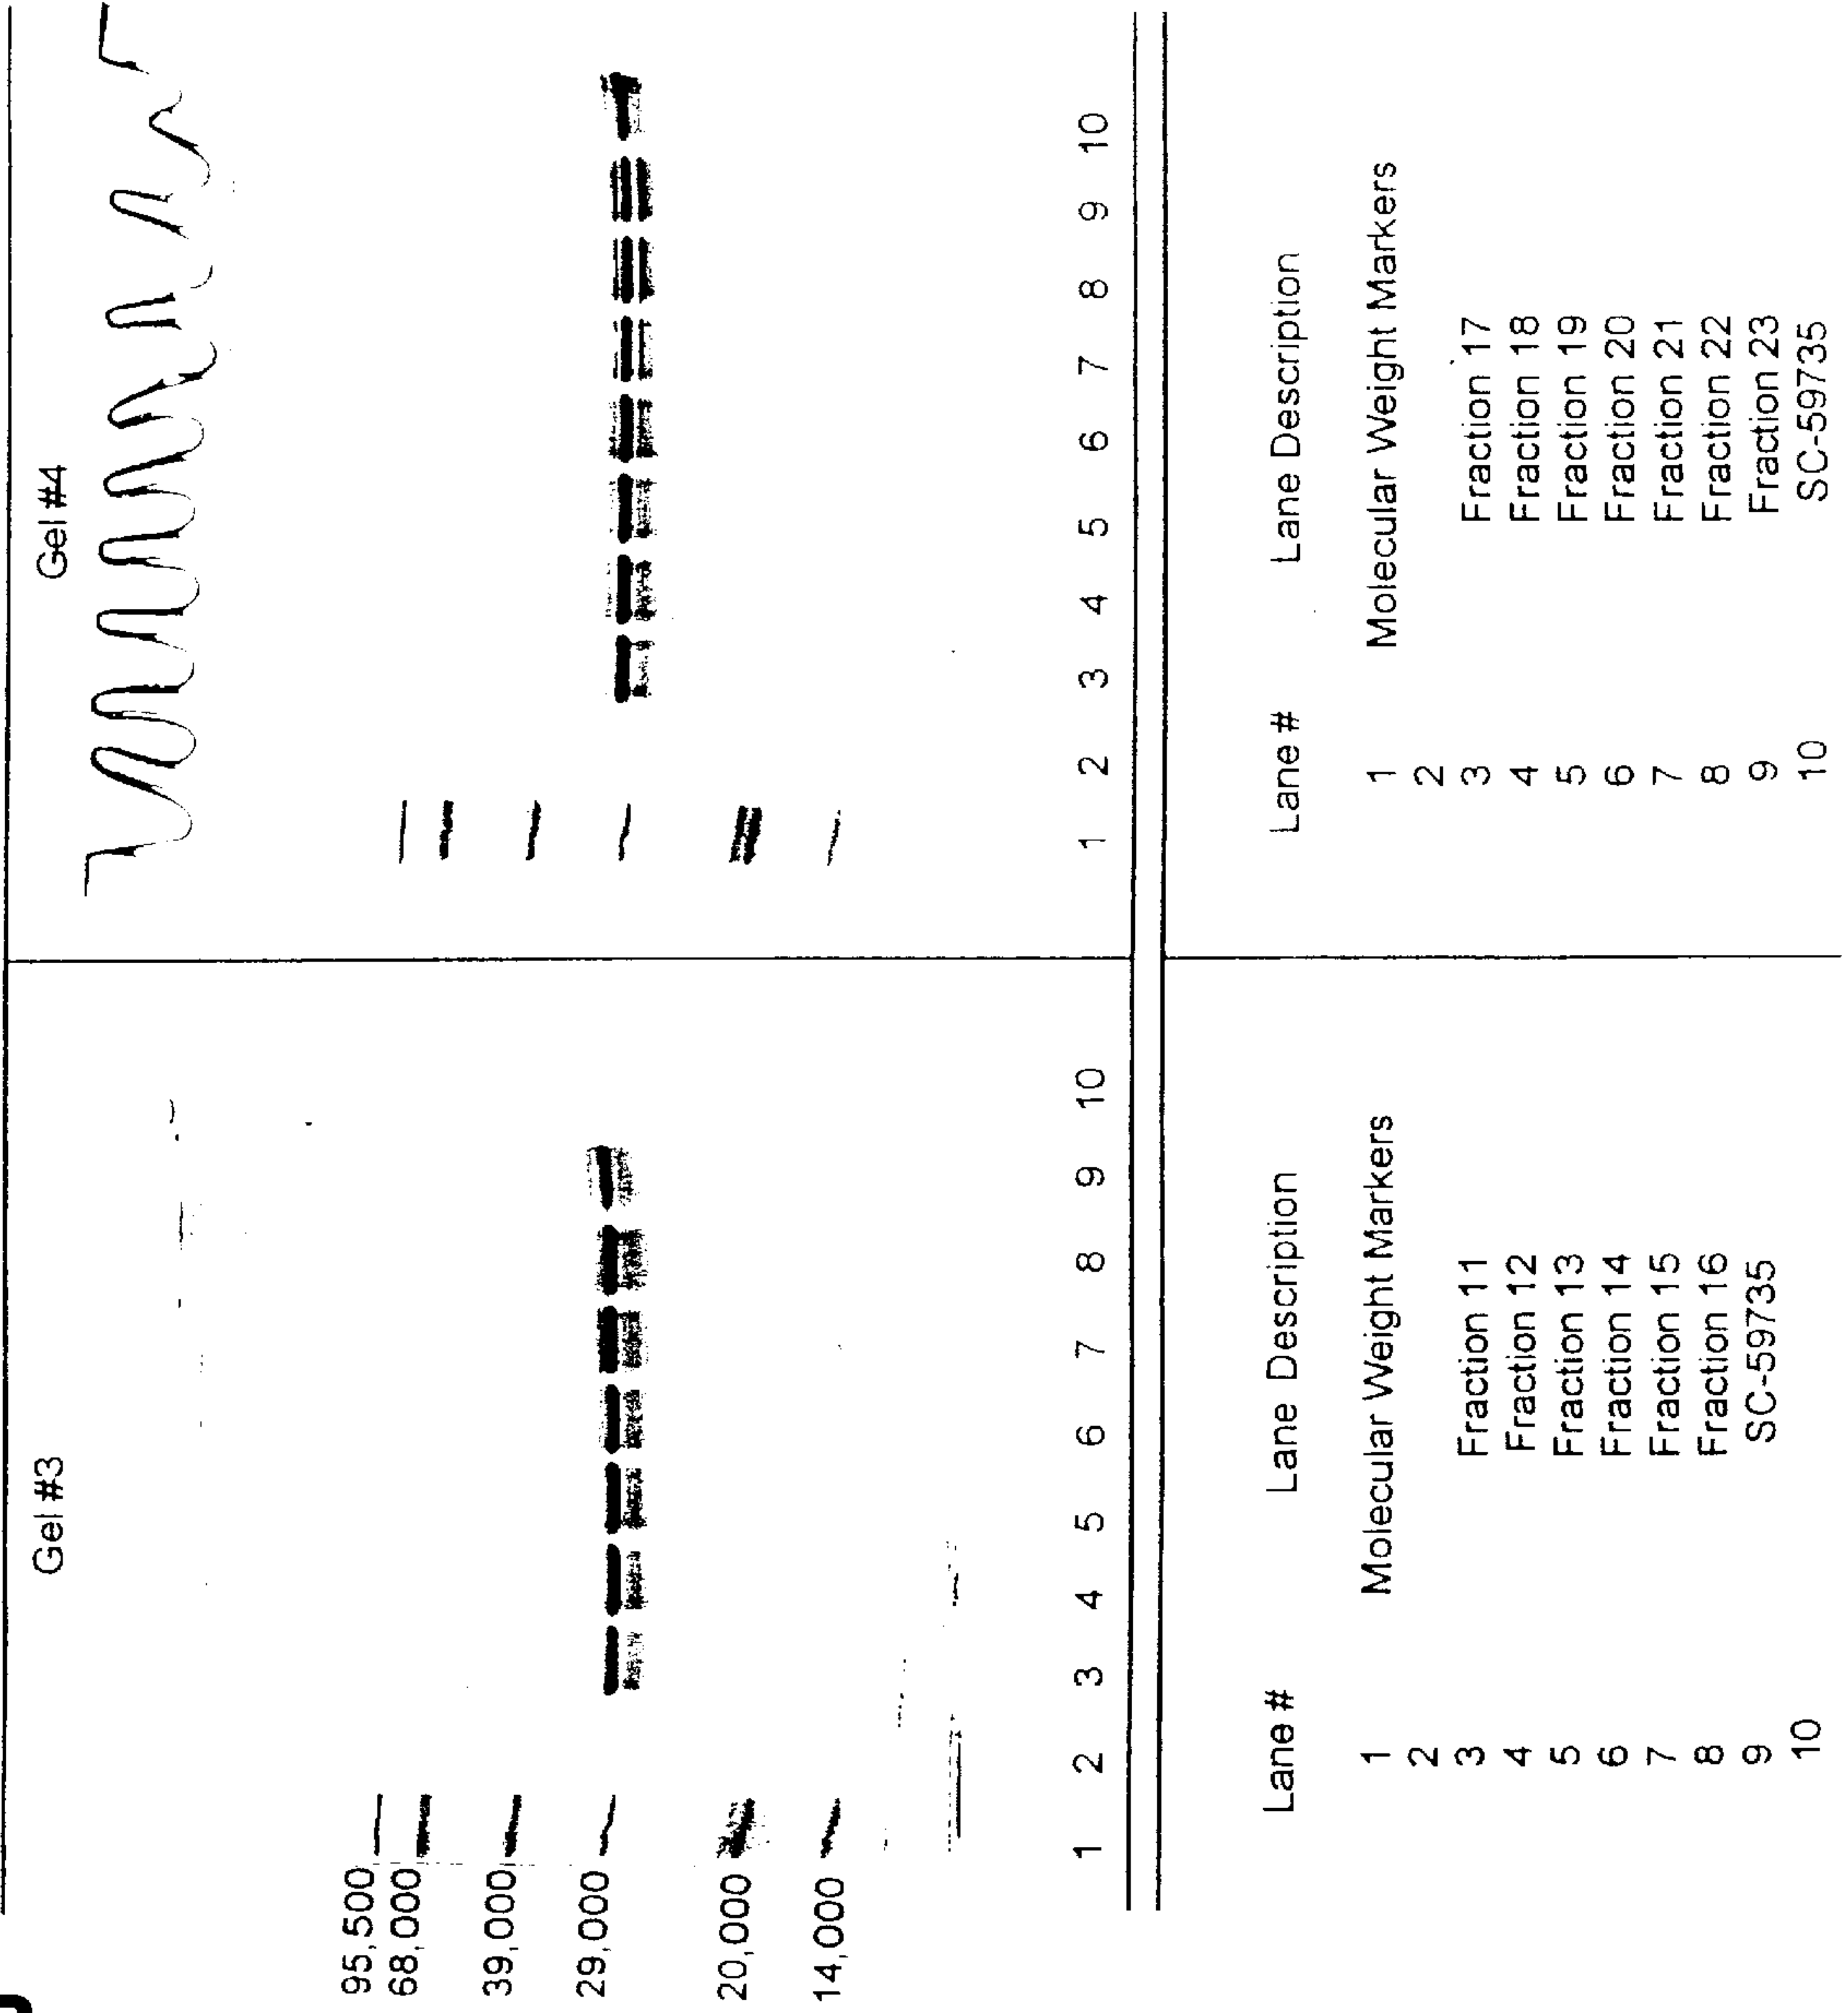 Gel #3
95,500
68,000
39,000
29,000
20,000
14,000
1 2 3 4 5 6 7 8 9 10
Lane # Lane Description
1 Molecular Weight Markers
2
3 Fraction 11
4 Fraction 12
5 Fraction 13
6 Fraction 14
7 Fraction 15
8 Fraction 16
9 SC-59735
10
Gel #4
1 2 3 4 5 6 7 8 9 10
Lane # Lane Description
1 Molecular Weight Markers
2
3 Fraction 17
4 Fraction 18
5 Fraction 19
6 Fraction 20
7 Fraction 21
8 Fraction 22
9 Fraction 23
10 SC-59735